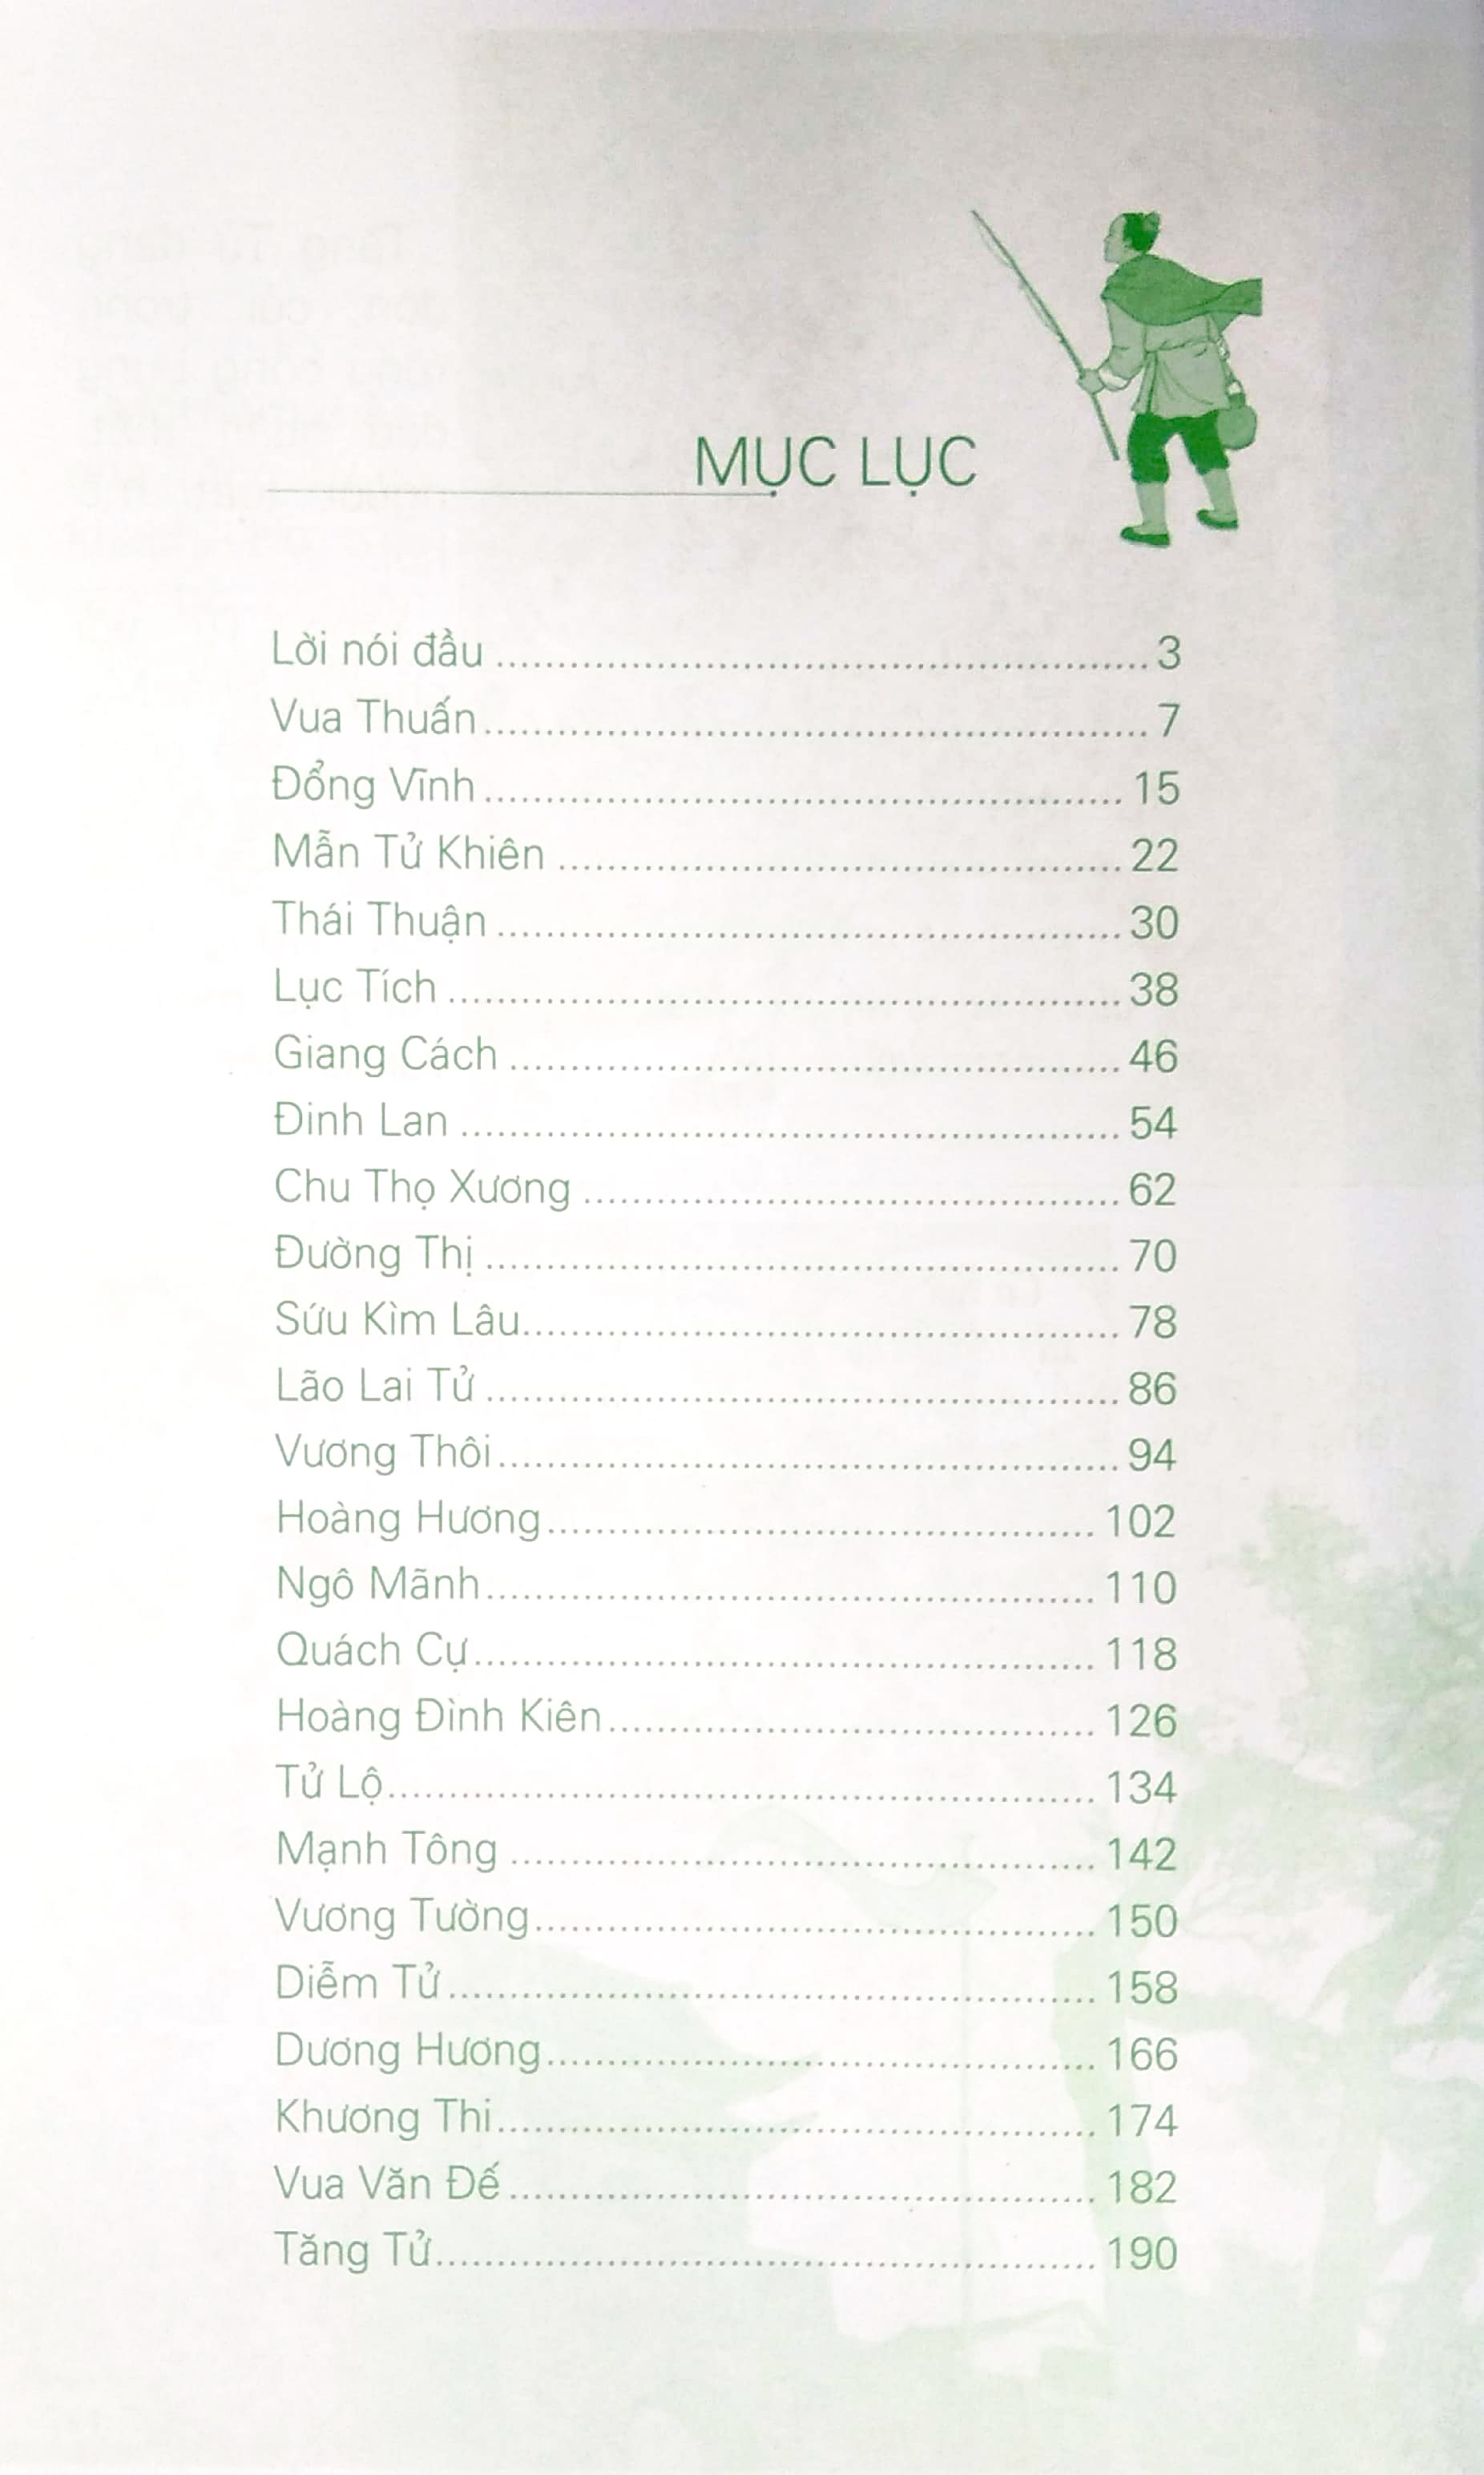 MỤC LỤC
Lời nói đầu ........ 3
Vua Thuấn ........ 7
Đổng Vĩnh ........ 15
Mẫn Tử Khiên ........ 22
Thái Thuận ........ 30
Lục Tích ........ 38
Giang Cách ........ 46
Đinh Lan ........ 54
Chu Thọ Xương ........ 62
Đường Thị ........ 70
Sứu Kìm Lâu ........ 78
Lão Lai Tử ........ 86
Vương Thôi ........ 94
Hoàng Hương ........ 102
Ngô Mãnh ........ 110
Quách Cự ........ 118
Hoàng Đình Kiên ........ 126
Tử Lộ ........ 134
Mạnh Tông ........ 142
Vương Tường ........ 150
Diễm Tử ........ 158
Dương Hương ........ 166
Khương Thi ........ 174
Vua Văn Đế ........ 182
Tăng Tử ........ 190